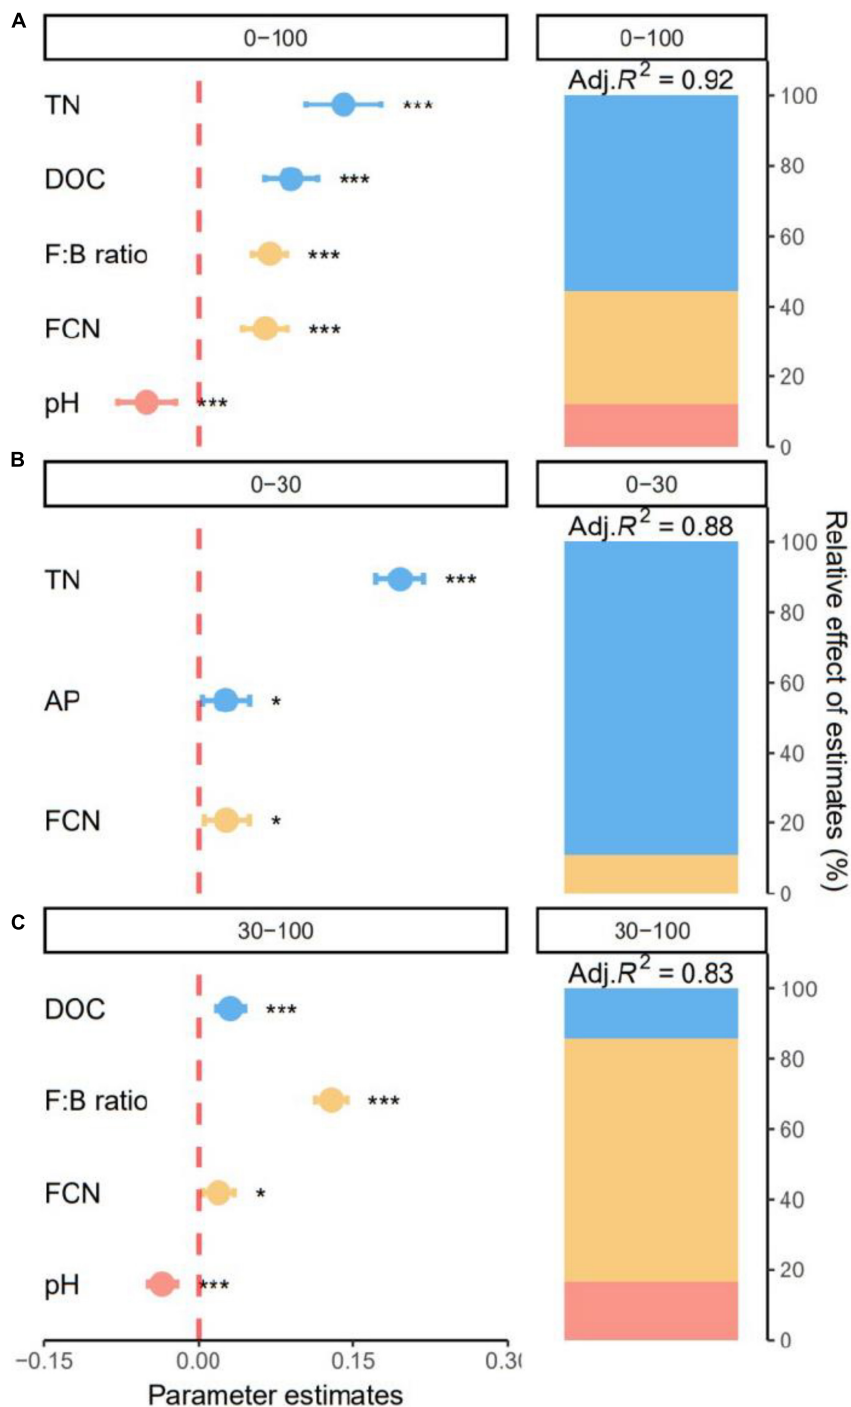 A
0−100
0−100
TN
***
DOC
***
F:B ratio
***
FCN
***
pH
***
Adj.R² = 0.92
100
80
60
40
20
0
B
0−30
0−30
TN
***
AP
*
FCN
*
Adj.R² = 0.88
100
80
60
40
20
0
Relative effect of estimates (%)
C
30−100
30−100
DOC
***
F:B ratio
***
FCN
*
pH
***
Adj.R² = 0.83
100
80
60
40
20
0
−0.15 0.00 0.15 0.30
Parameter estimates